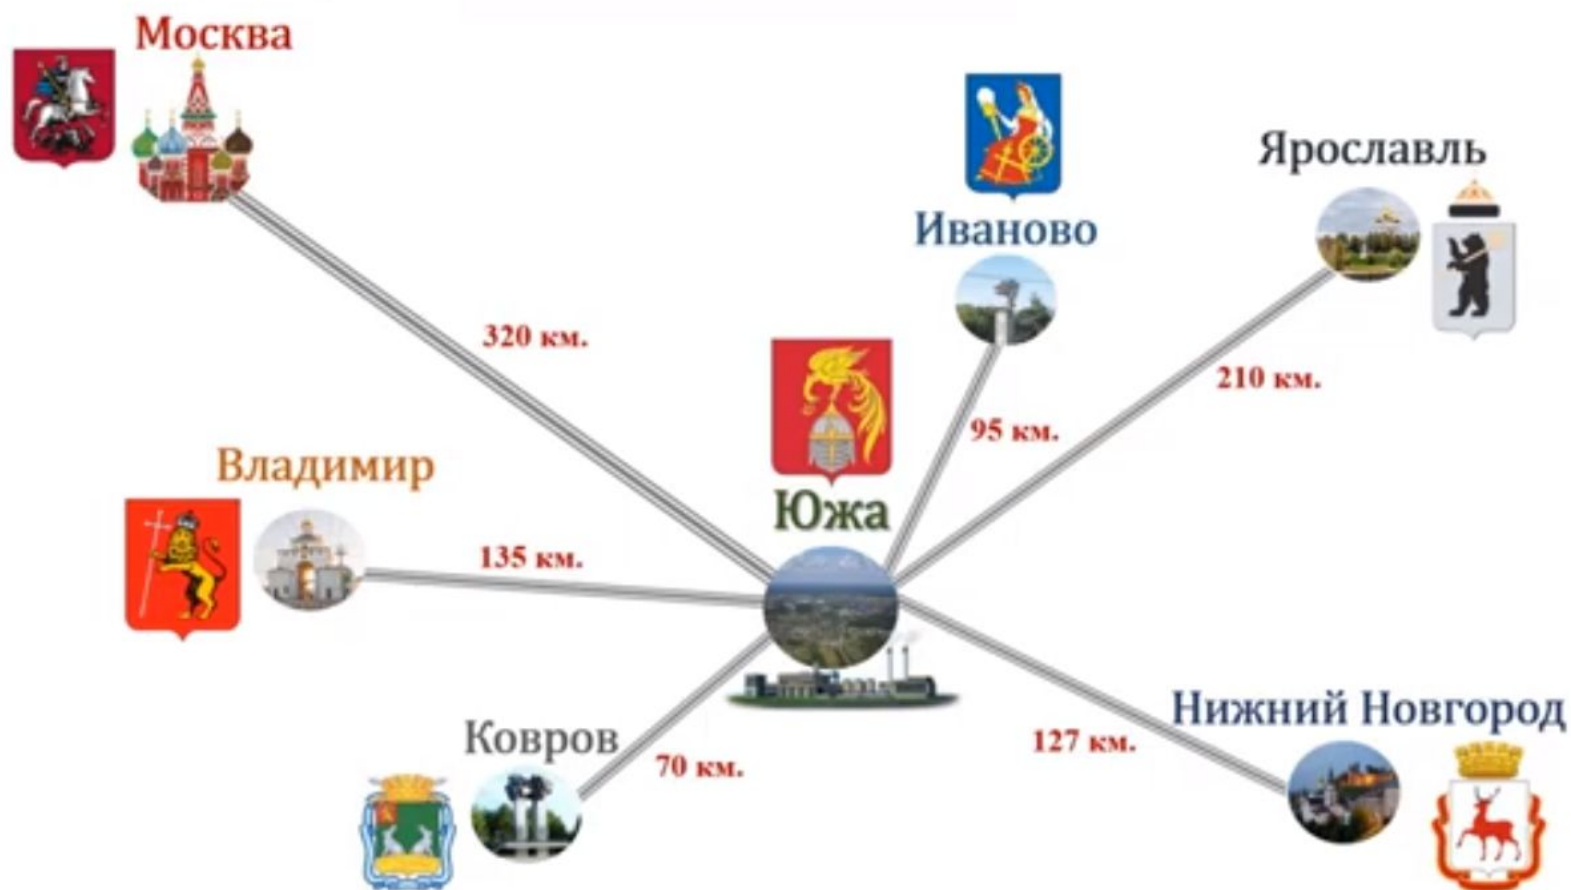 Москва
Иваново
Ярославль
320 км.
210 км.
95 км.
Владимир
Южа
135 км.
Нижний Новгород
Ковров
127 км.
70 км.